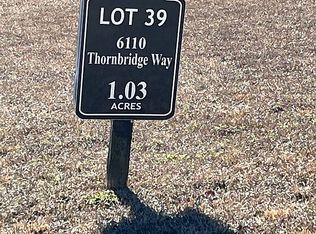 LOT 39
6110
Thornbridge Way
1.03
ACRES